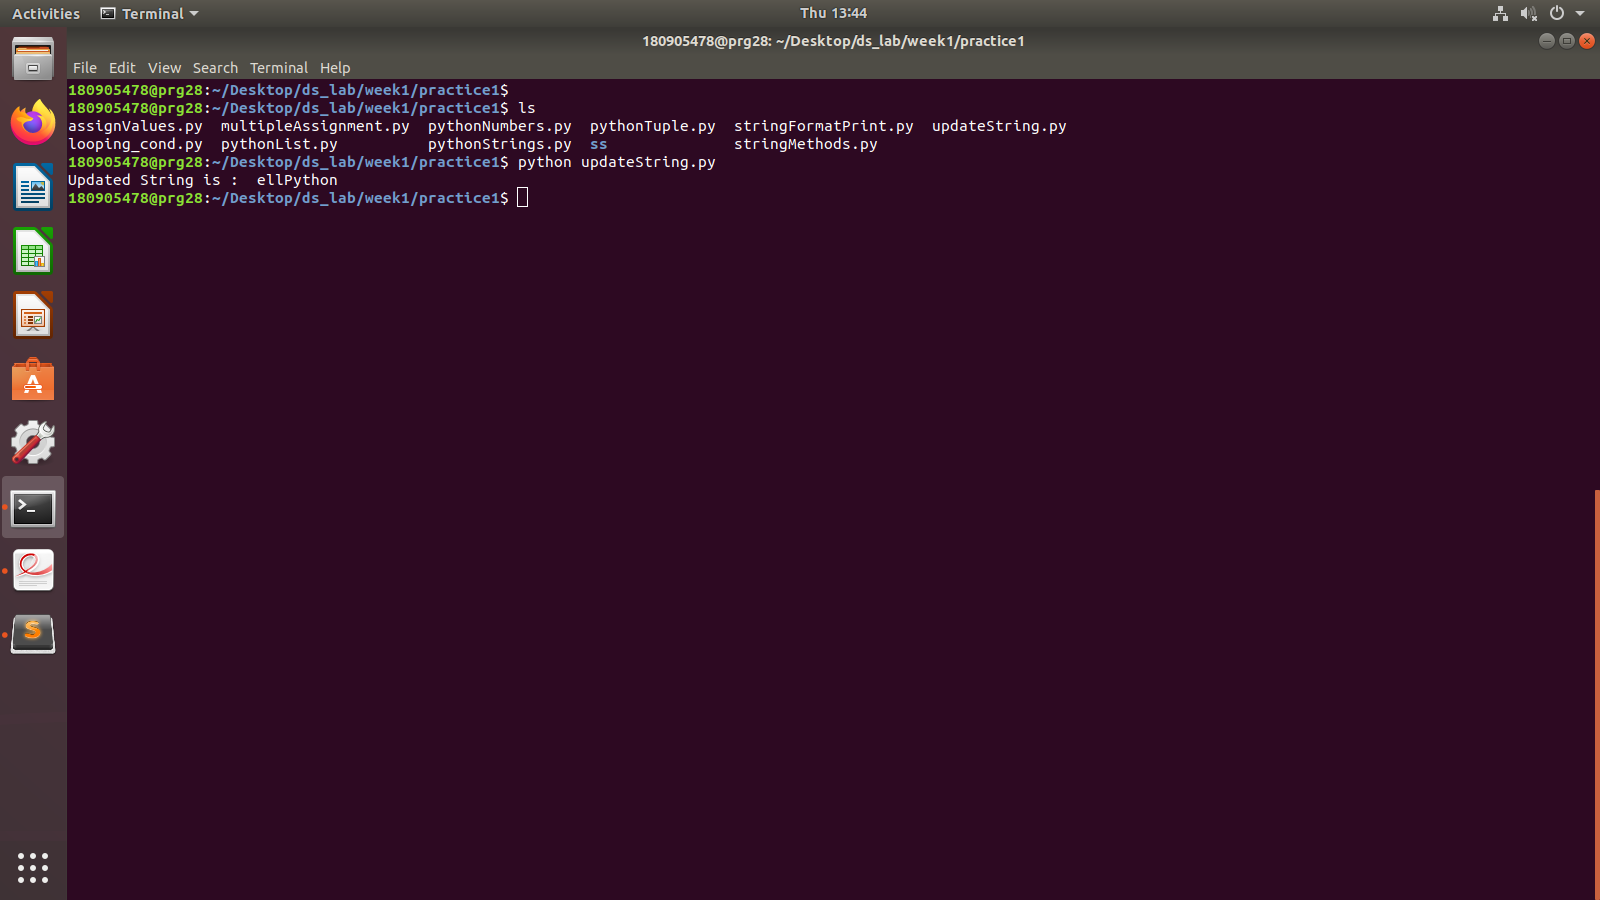 Activities Terminal Thu 13:44
180905478@prg28: ~/Desktop/ds_lab/week1/practice1
File Edit View Search Terminal Help
180905478@prg28:~/Desktop/ds_lab/week1/practice1$
180905478@prg28:~/Desktop/ds_lab/week1/practice1$ ls
assignValues.py  multipleAssignment.py  pythonNumbers.py  pythonTuple.py  stringFormatPrint.py  updateString.py
looping_cond.py  pythonList.py          pythonStrings.py  ss              stringMethods.py
180905478@prg28:~/Desktop/ds_lab/week1/practice1$ python updateString.py
Updated String is :  ellPython
180905478@prg28:~/Desktop/ds_lab/week1/practice1$